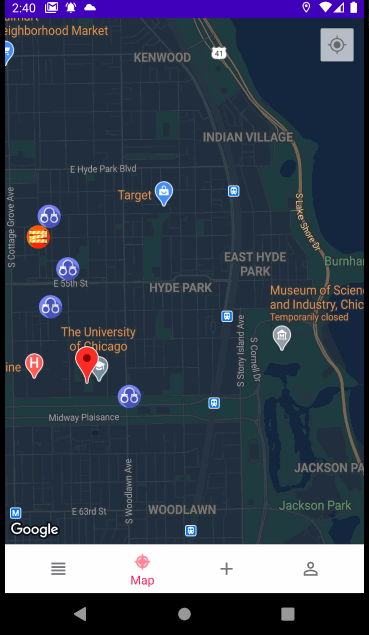 2:40
eighborhood Market
KENWOOD
41
INDIAN VILLAGE
E Hyde Park Blvd
Target
S Cottage Grove Ave
S Lake Shore Dr
EAST HYDE
PARK
Burnha
E 55th St
HYDE PARK
Museum of Scien
and Industry, Chic
Temporarily closed
The University
of Chicago
S Stony Island Ave
S Cornell Dr
ine
H
Midway Plaisance
S Woodlawn Ave
JACKSON PA
Jackson Park
M
E 63rd St
WOODLAWN
Google
Map